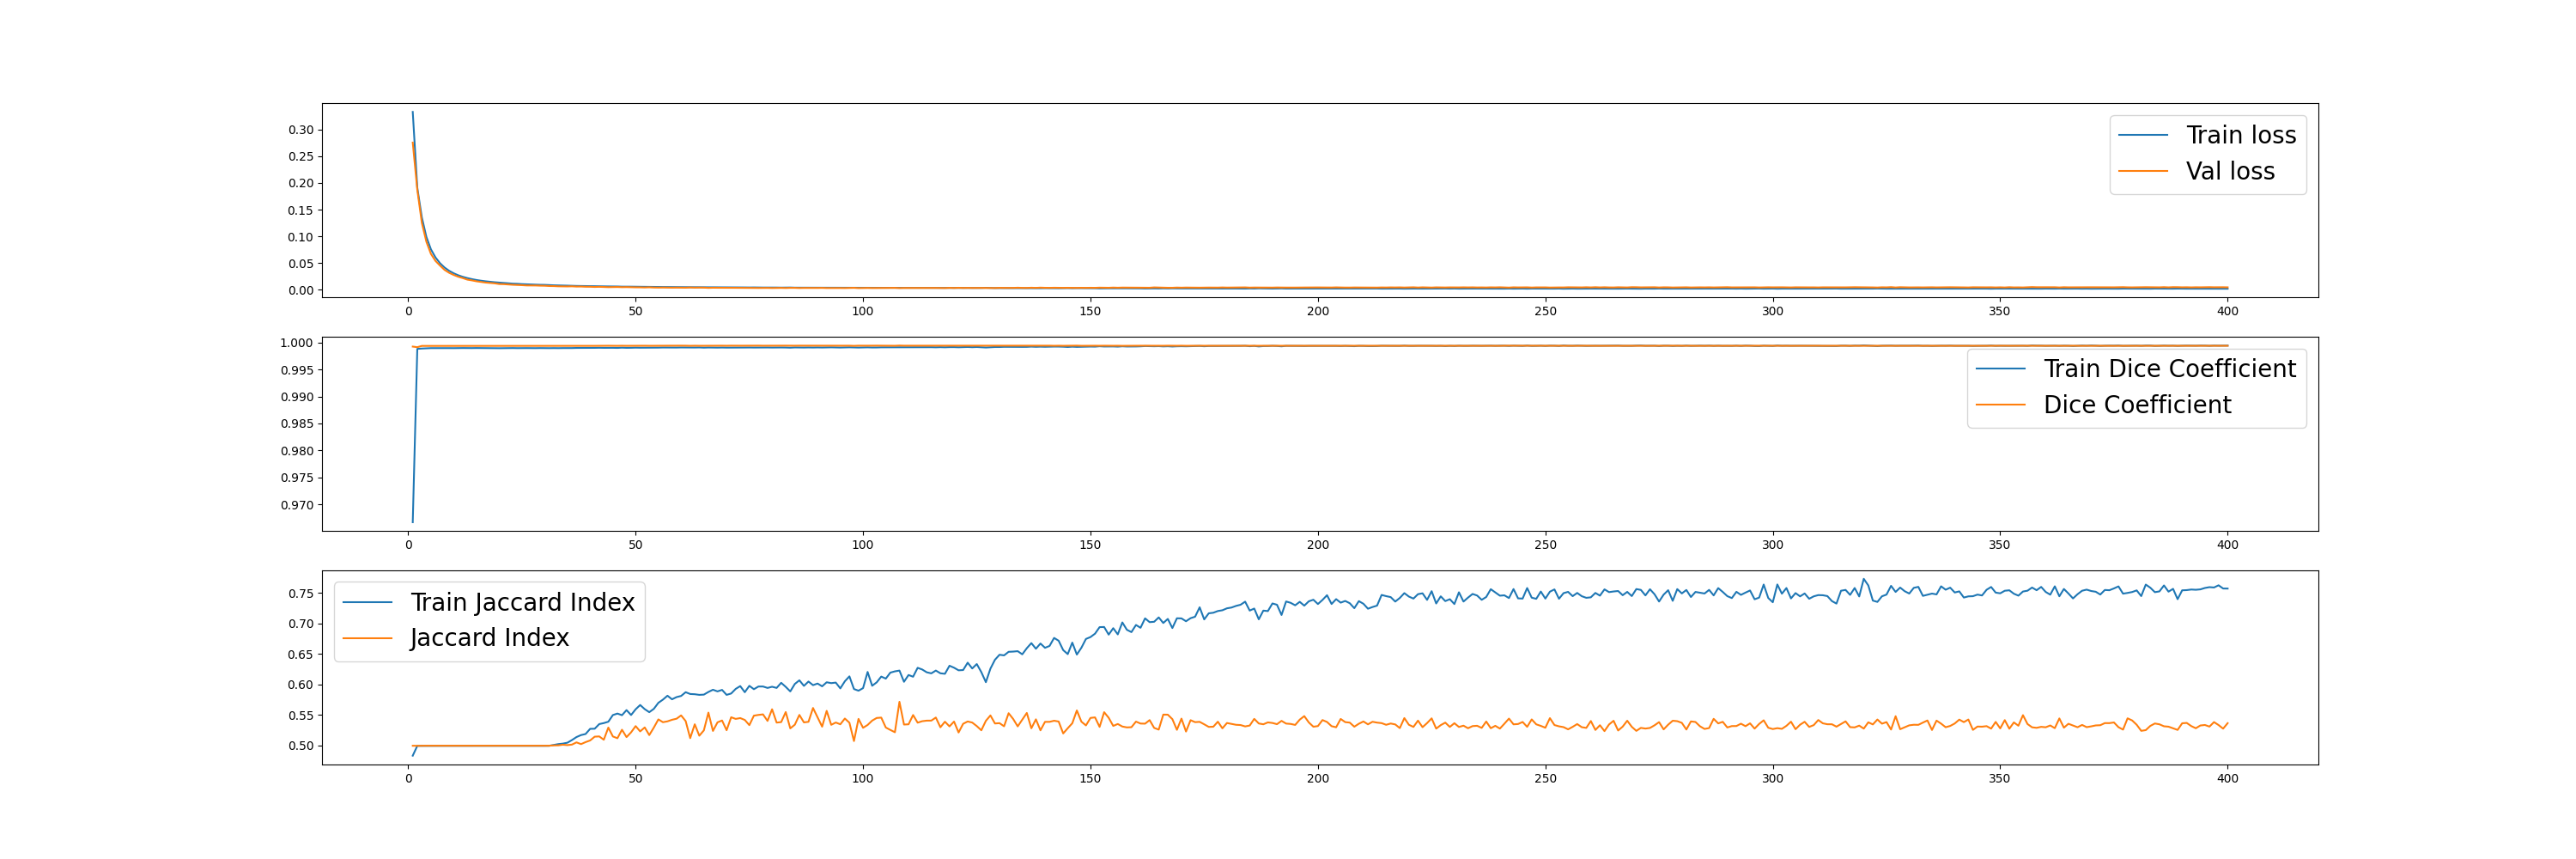 0.30
0.25
0.20
0.15
0.10
0.05
0.00
Train loss
Val loss
0 50 100 150 200 250 300 350 400
1.000
0.995
0.990
0.985
0.980
0.975
0.970
Train Dice Coefficient
Dice Coefficient
0 50 100 150 200 250 300 350 400
0.75
0.70
0.65
0.60
0.55
0.50
Train Jaccard Index
Jaccard Index
0 50 100 150 200 250 300 350 400